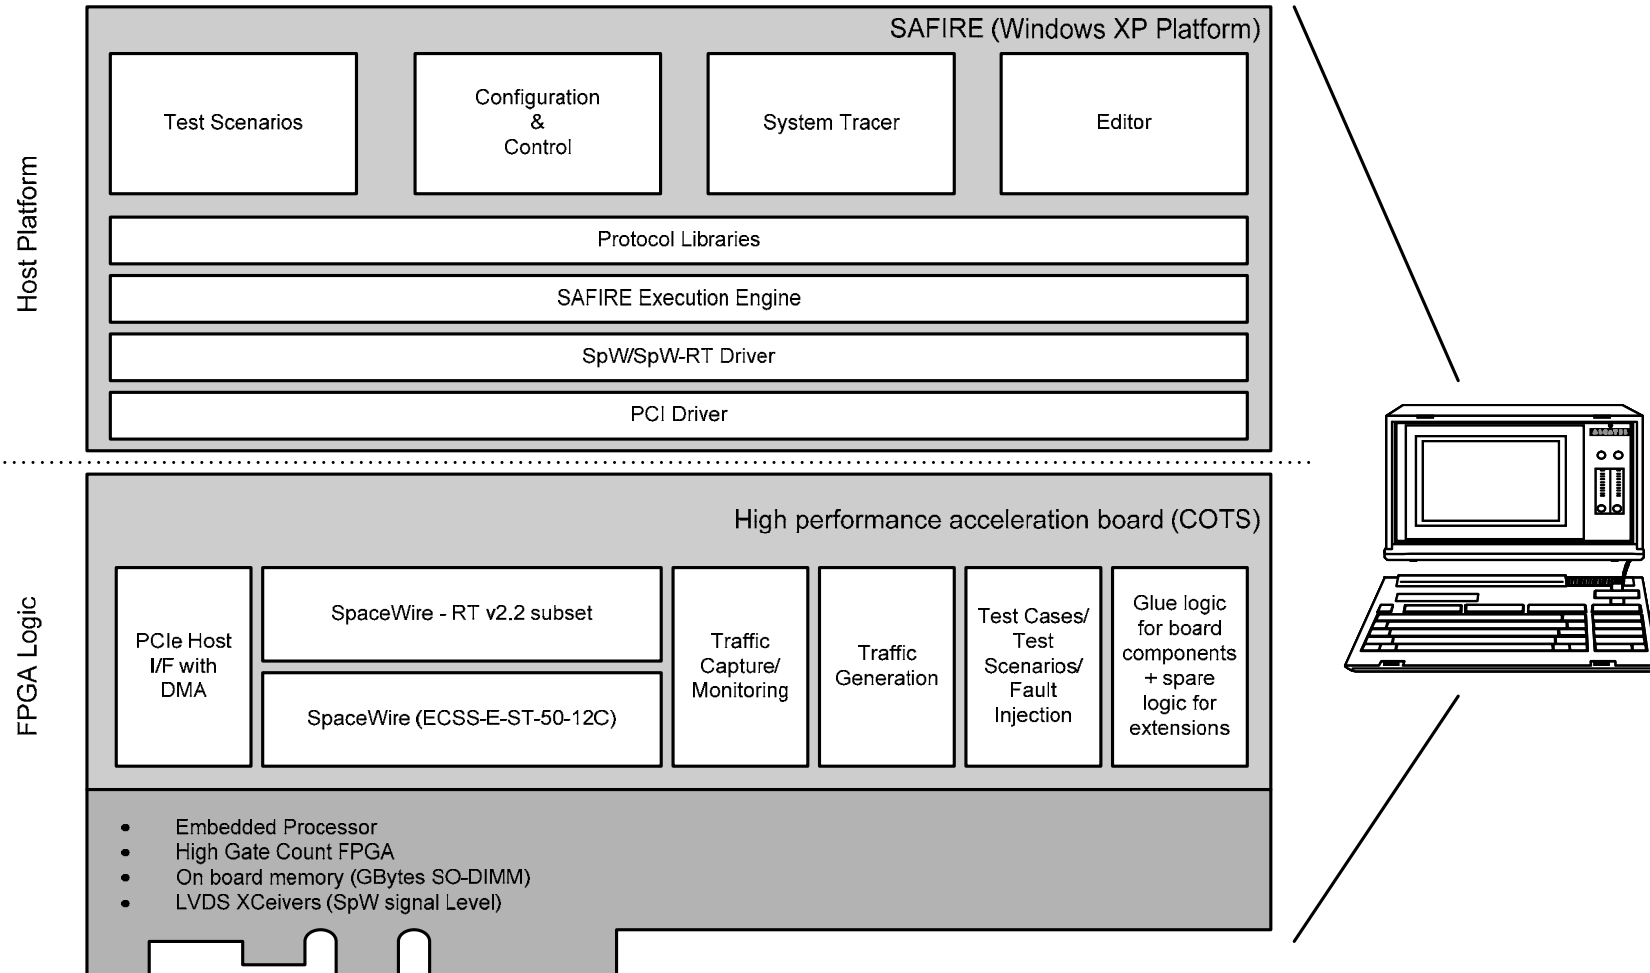 SAFIRE (Windows XP Platform)
Host Platform
Test Scenarios
Configuration
&
Control
System Tracer
Editor
Protocol Libraries
SAFIRE Execution Engine
SpW/SpW-RT Driver
PCI Driver
High performance acceleration board (COTS)
FPGA Logic
PCIe Host
I/F with
DMA
SpaceWire - RT v2.2 subset
SpaceWire (ECSS-E-ST-50-12C)
Traffic
Capture/
Monitoring
Traffic
Generation
Test Cases/
Test
Scenarios/
Fault
Injection
Glue logic
for board
components
+ spare
logic for
extensions
• Embedded Processor
• High Gate Count FPGA
• On board memory (GBytes SO-DIMM)
• LVDS XCeivers (SpW signal Level)